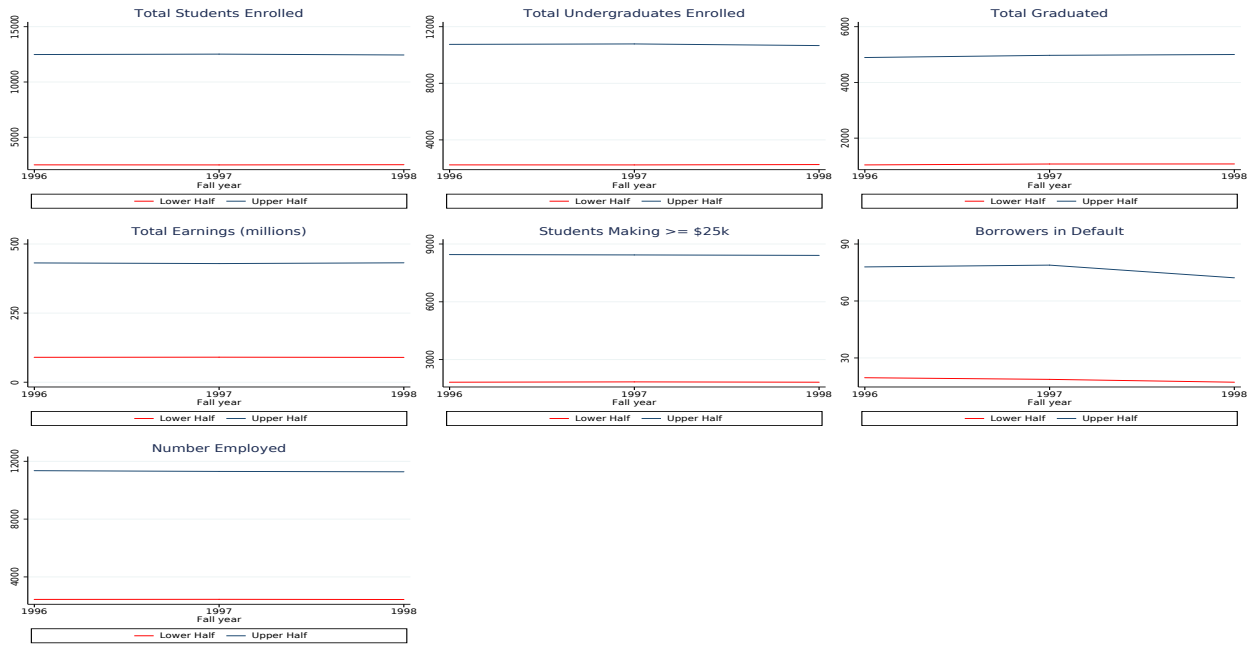 Total Students Enrolled
15000
10000
5000
1996 1997 1998
Fall year
Lower Half Upper Half
Total Undergraduates Enrolled
12000
8000
4000
1996 1997 1998
Fall year
Lower Half Upper Half
Total Graduated
6000
4000
2000
1996 1997 1998
Fall year
Lower Half Upper Half
Total Earnings (millions)
500
250
0
1996 1997 1998
Fall year
Lower Half Upper Half
Students Making >= $25k
9000
6000
3000
1996 1997 1998
Fall year
Lower Half Upper Half
Borrowers in Default
90
60
30
1996 1997 1998
Fall year
Lower Half Upper Half
Number Employed
12000
8000
4000
1996 1997 1998
Fall year
Lower Half Upper Half